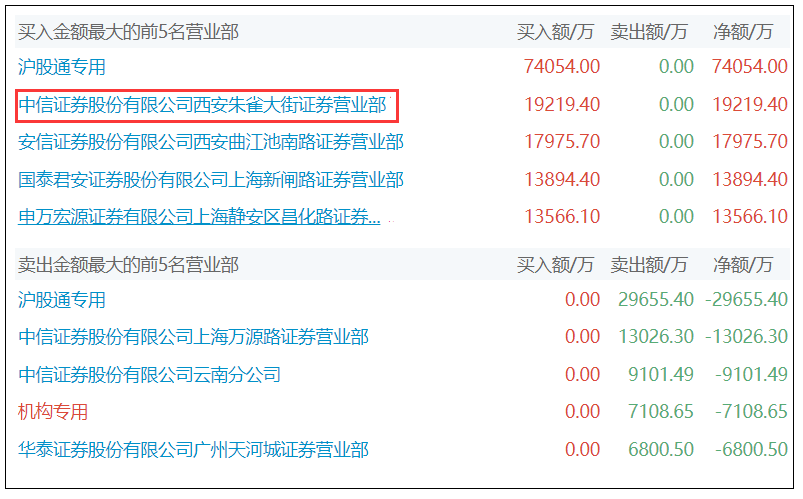 买入金额最大的前5名营业部 买入额/万 卖出额/万 净额/万
沪股通专用 74054.00 0.00 74054.00
中信证券股份有限公司西安朱雀大街证券营业部 19219.40 0.00 19219.40
安信证券股份有限公司西安曲江池南路证券营业部 17975.70 0.00 17975.70
国泰君安证券股份有限公司上海新闸路证券营业部 13894.40 0.00 13894.40
申万宏源证券有限公司上海静安区昌化路证券... 13566.10 0.00 13566.10
卖出金额最大的前5名营业部 买入额/万 卖出额/万 净额/万
沪股通专用 0.00 29655.40 -29655.40
中信证券股份有限公司上海万源路证券营业部 0.00 13026.30 -13026.30
中信证券股份有限公司云南分公司 0.00 9101.49 -9101.49
机构专用 0.00 7108.65 -7108.65
华泰证券股份有限公司广州天河城证券营业部 0.00 6800.50 -6800.50